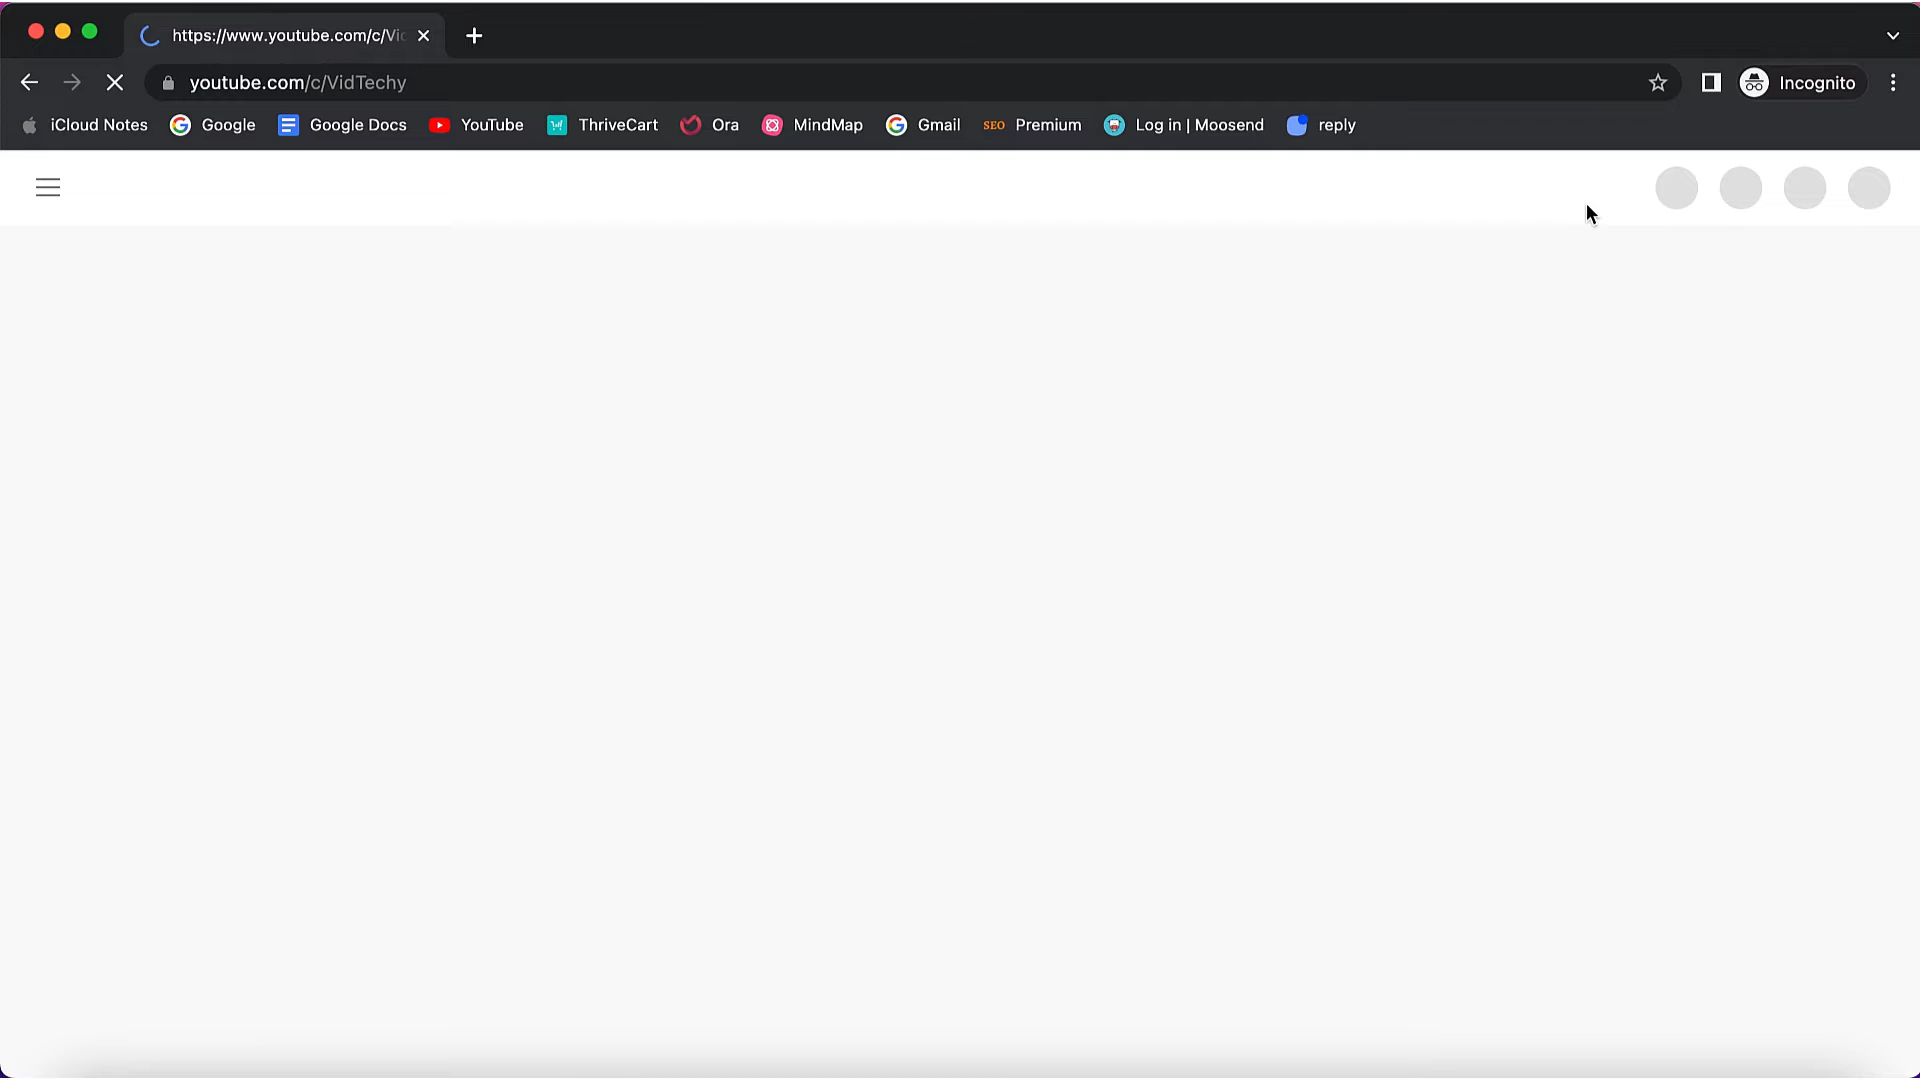 https://www.youtube.com/c/Vi
youtube.com/c/VidTechy
Incognito
iCloud Notes Google Google Docs YouTube ThriveCart Ora MindMap Gmail SEO Premium Log in | Moosend reply